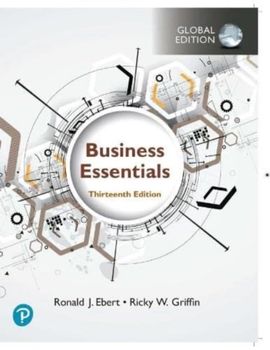 GLOBAL
EDITION
Business
Essentials
Thirteenth Edition
Ronald J. Ebert • Ricky W. Griffin
P